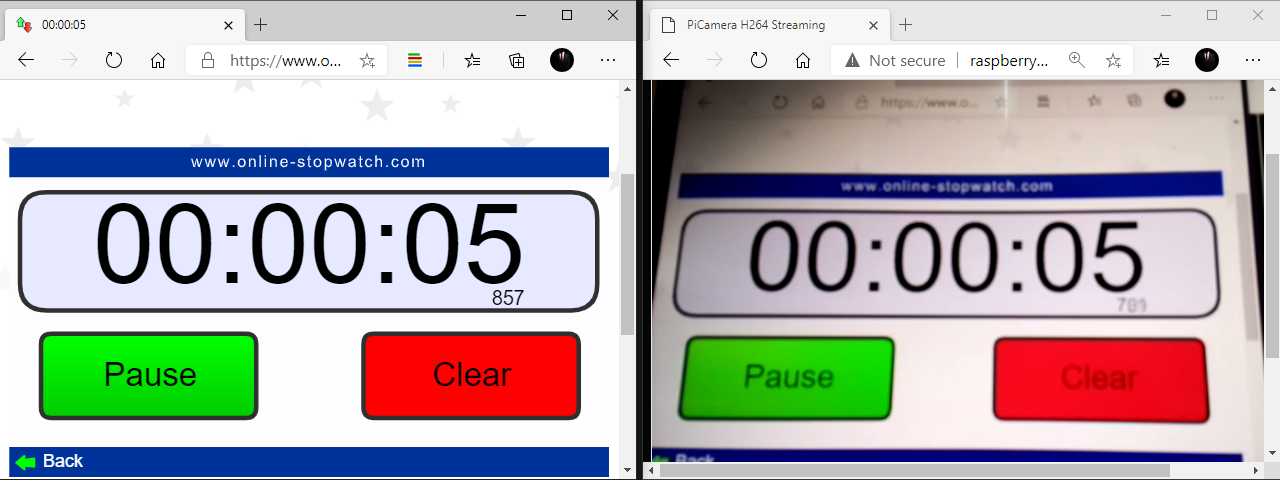 00:00:05
https://www.o...
www.online-stopwatch.com
00:00:05
857
Pause
Clear
Back
PiCamera H264 Streaming
Not secure
raspberry...
https://www.o...
www.online-stopwatch.com
00:00:05
Pause
Clear
Back